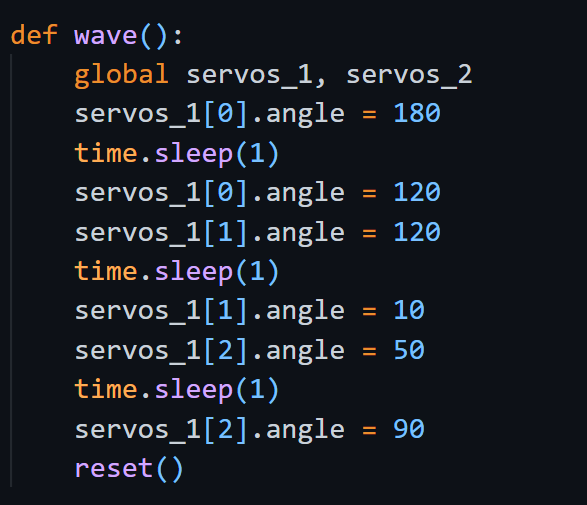 def wave():
    global servos_1, servos_2
    servos_1[0].angle = 180
    time.sleep(1)
    servos_1[0].angle = 120
    servos_1[1].angle = 120
    time.sleep(1)
    servos_1[1].angle = 10
    servos_1[2].angle = 50
    time.sleep(1)
    servos_1[2].angle = 90
    reset()